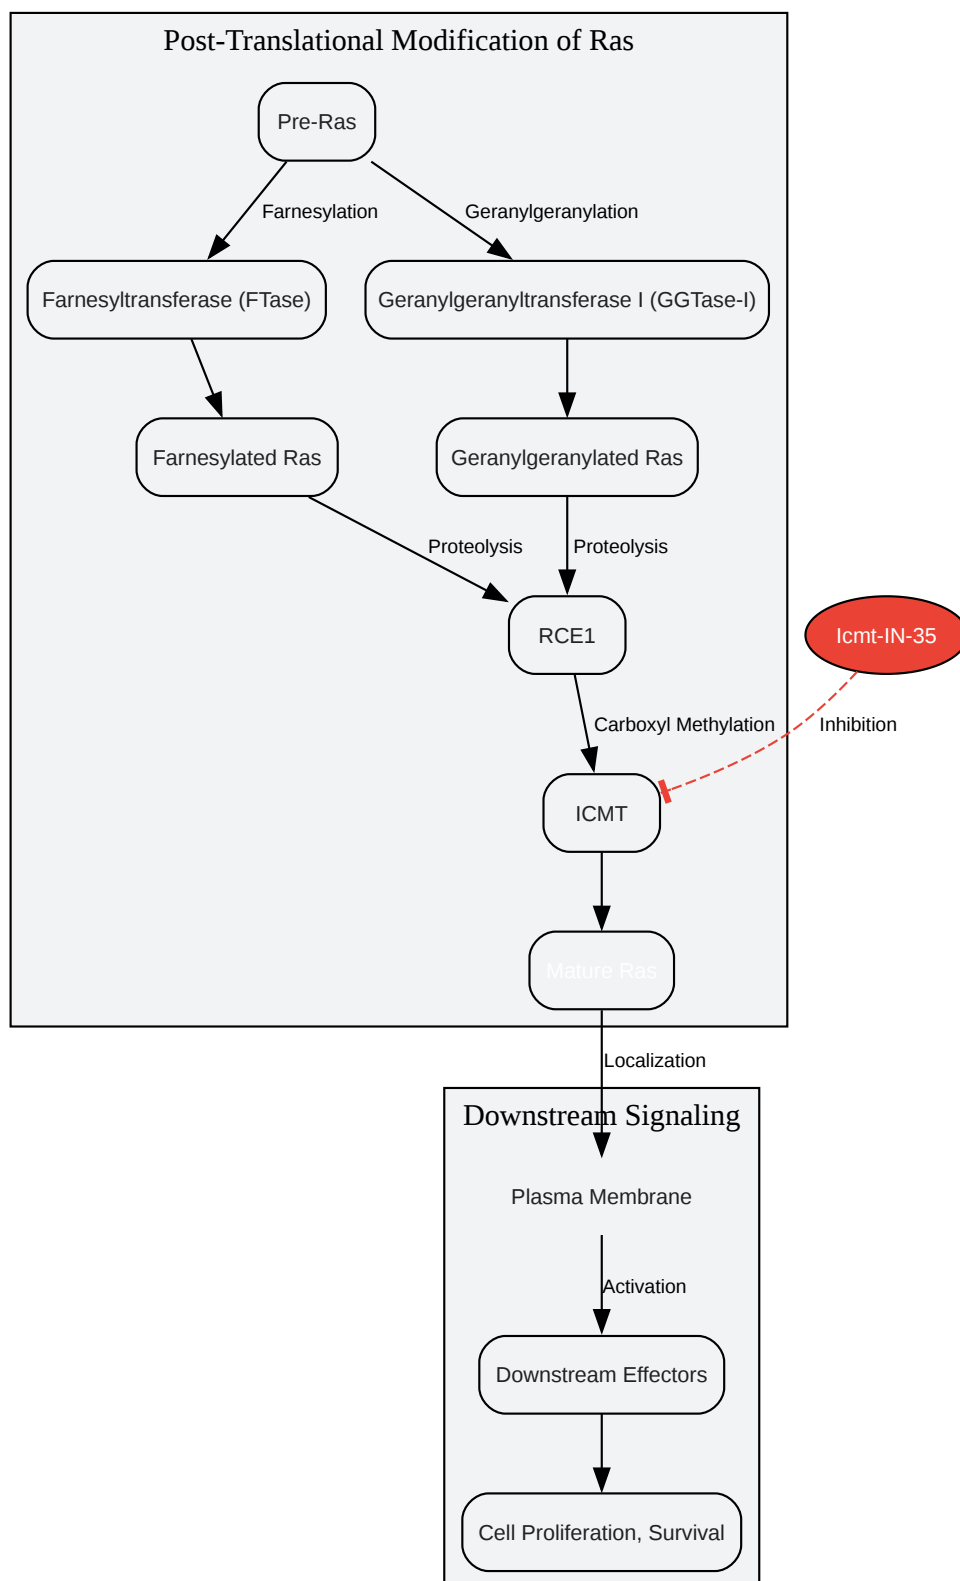 Post-Translational Modification of Ras
Pre-Ras
Farnesylation
Geranylgeranylation
Farnesyltransferase (FTase)
Geranylgeranyltransferase I (GGTase-I)
Farnesylated Ras
Geranylgeranylated Ras
Proteolysis
Proteolysis
RCE1
Icmt-IN-35
Carboxyl Methylation
Inhibition
ICMT
Mature Ras
Localization
Downstream Signaling
Plasma Membrane
Activation
Downstream Effectors
Cell Proliferation, Survival